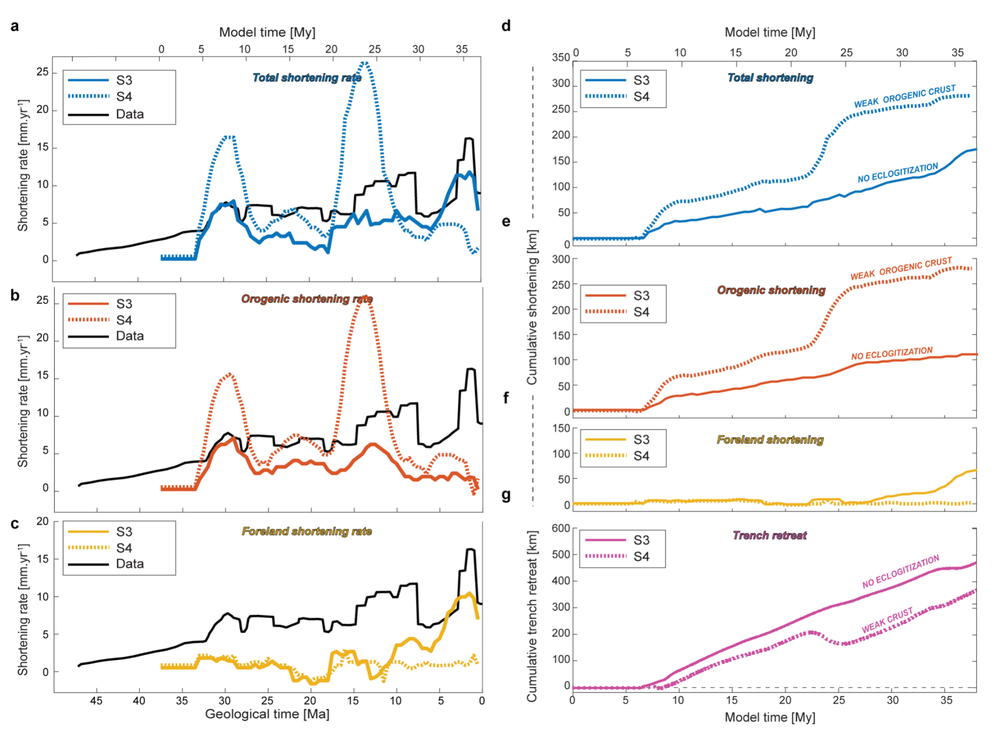 a
Model time [My]
0 5 10 15 20 25 30 35
Total shortening rate
S3
S4
Data
Shortening rate [mm.yr-1]
25
20
15
10
5
0
b
Orogenic shortening rate
S3
S4
Data
Shortening rate [mm.yr-1]
25
20
15
10
5
0
c
Foreland shortening rate
S3
S4
Data
Shortening rate [mm.yr-1]
20
15
10
5
0
45 40 35 30 25 20 15 10 5 0
Geological time [Ma]
d
Model time [My]
0 5 10 15 20 25 30 35
Total shortening
S3
S4
WEAK OROGENIC CRUST
NO ECLOGITIZATION
350
300
250
200
150
100
50
0
e
Cumulative shortening [km]
Orogenic shortening
S3
S4
WEAK OROGENIC CRUST
NO ECLOGITIZATION
300
250
200
150
100
50
0
f
Foreland shortening
S3
S4
150
100
50
0
g
Trench retreat
S3
S4
NO ECLOGITIZATION
WEAK CRUST
Cumulative trench retreat [km]
600
500
400
300
200
100
0
0 5 10 15 20 25 30 35
Model time [My]